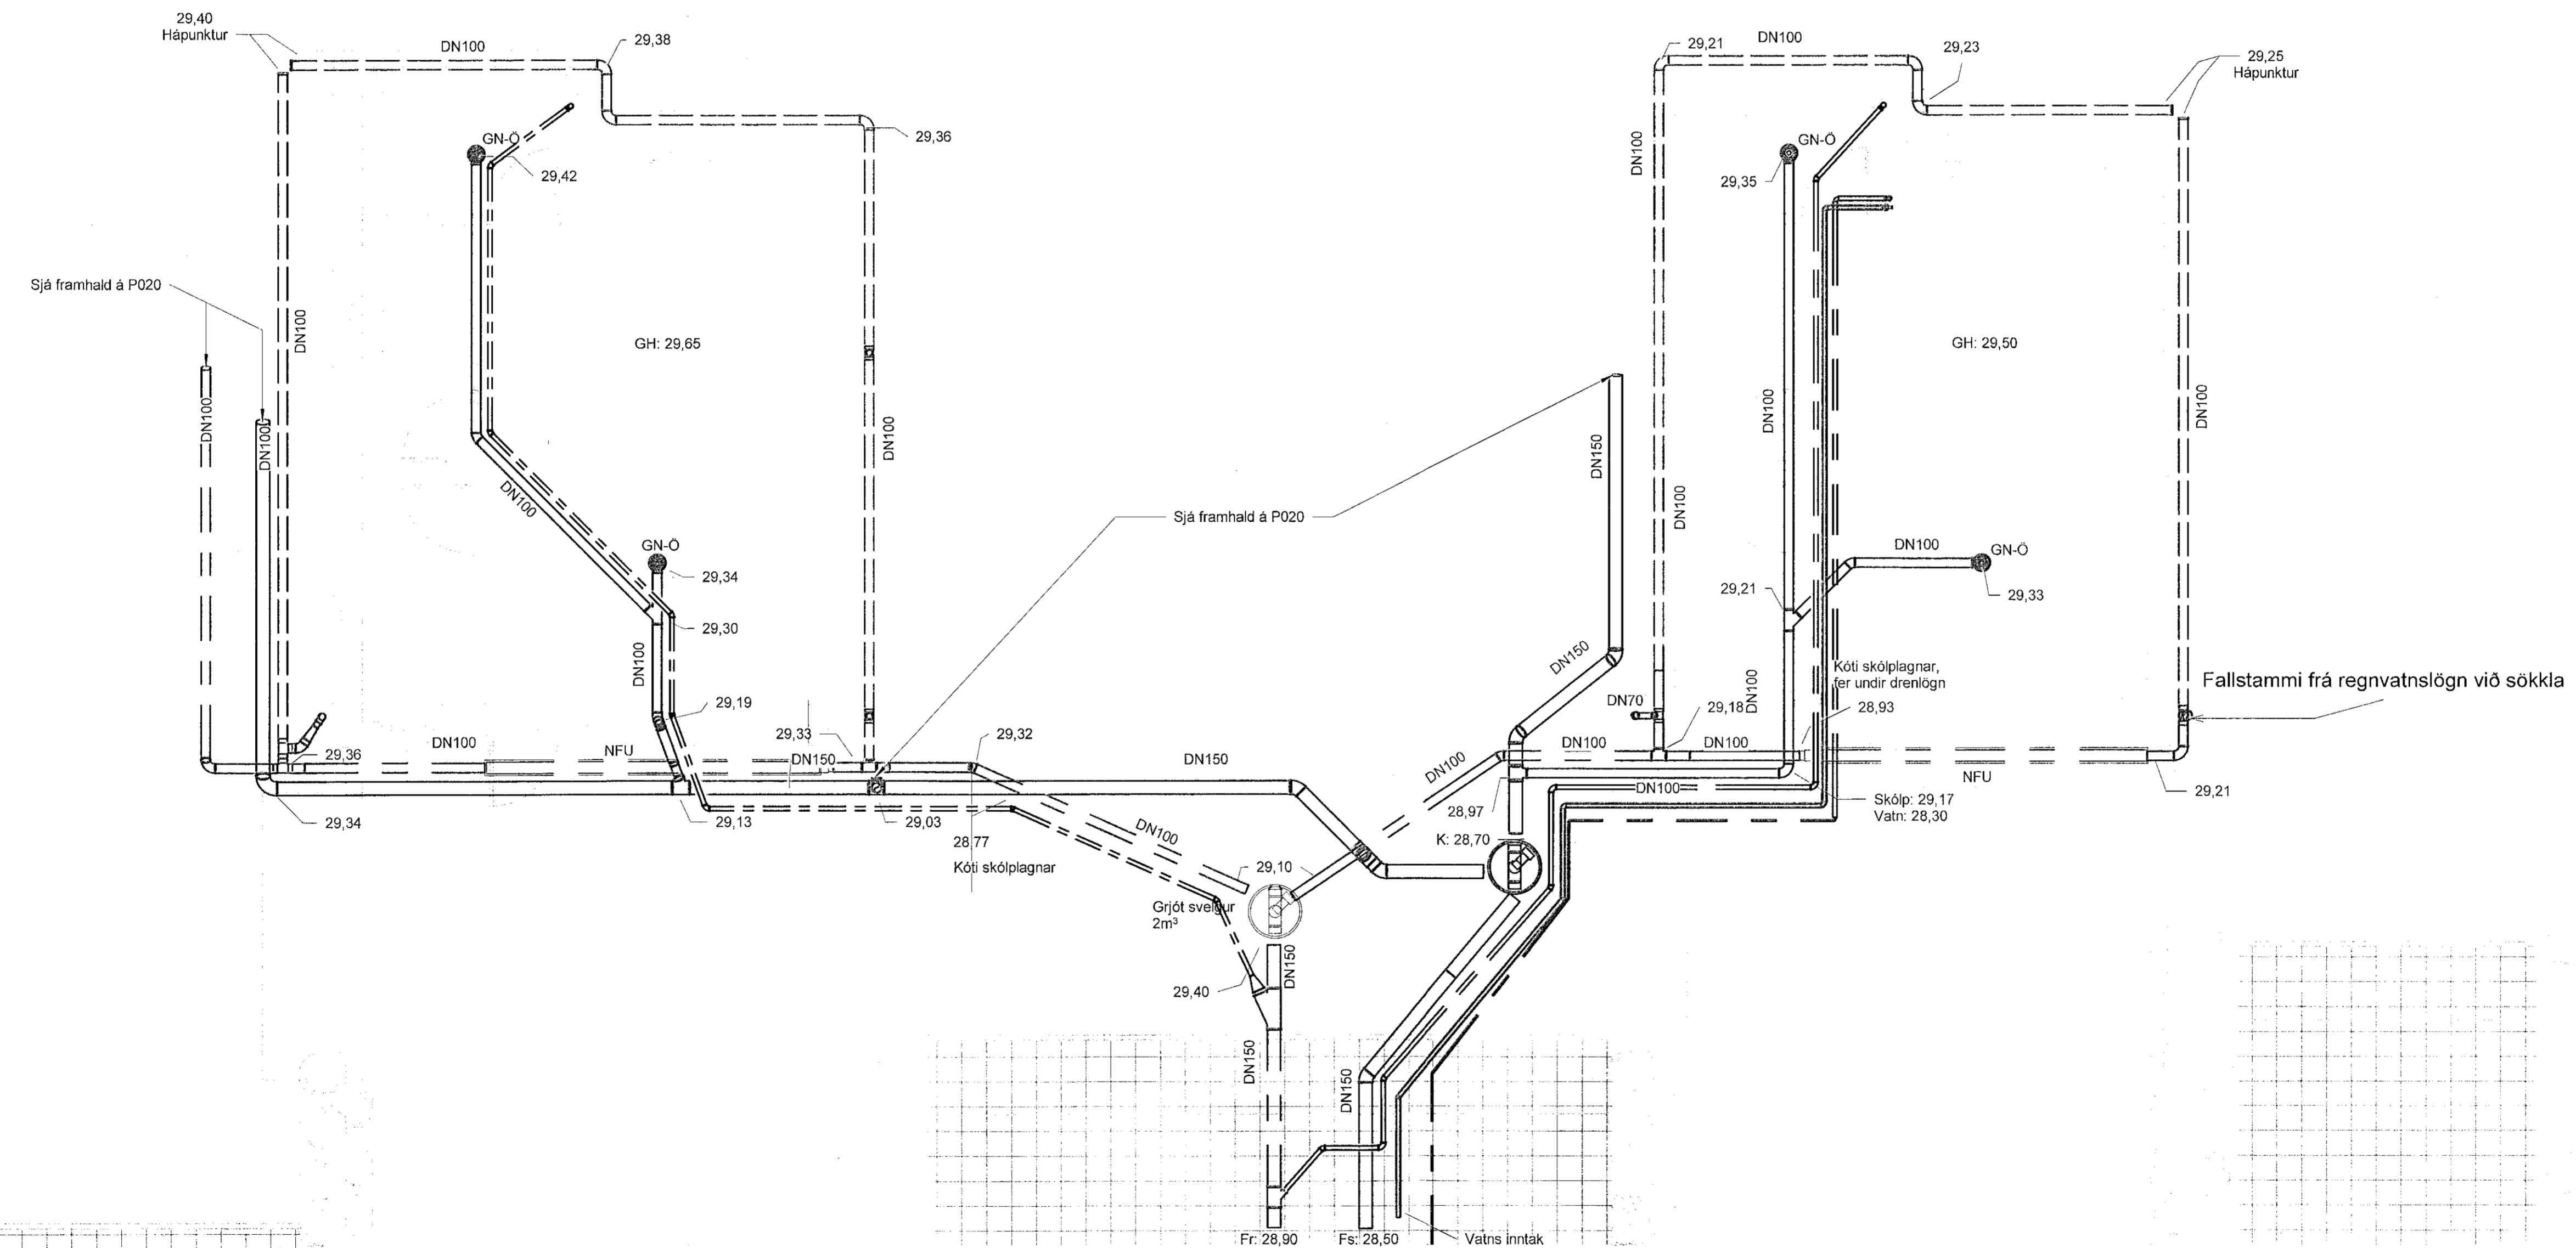 29,40
Hápunktur
DN100
29,38
29,36
GN-Ö
29,42
Sjá framhald á P020
DN100
DN100
DN100
GH: 29,65
DN100
DN100
GN-Ö
29,34
29,30
DN100
29,19
29,33
29,32
29,36
DN100
NFU
DN150
DN150
29,34
29,13
29,03
28,77
Kóti skólplagnar
DN100
29,10
Grjót svelgur
2m³
29,40
DN150
DN150
Sjá framhald á P020
29,21
DN100
29,23
29,25
Hápunktur
DN100
GN-Ö
29,35
GH: 29,50
DN150
DN100
DN100
DN100
DN100
GN-Ö
29,33
29,21
DN150
DN100
Kóti skólplagnar,
fer undir drenlögn
28,93
DN70
29,18
Fallstammi frá regnvatnslögn við sökkla
DN100
DN100
DN100
NFU
29,21
28,97
DN100
Skólp: 29,17
Vatn: 28,30
K: 28,70
DN150
Fr: 28,90
Fs: 28,50
Vatns inntak